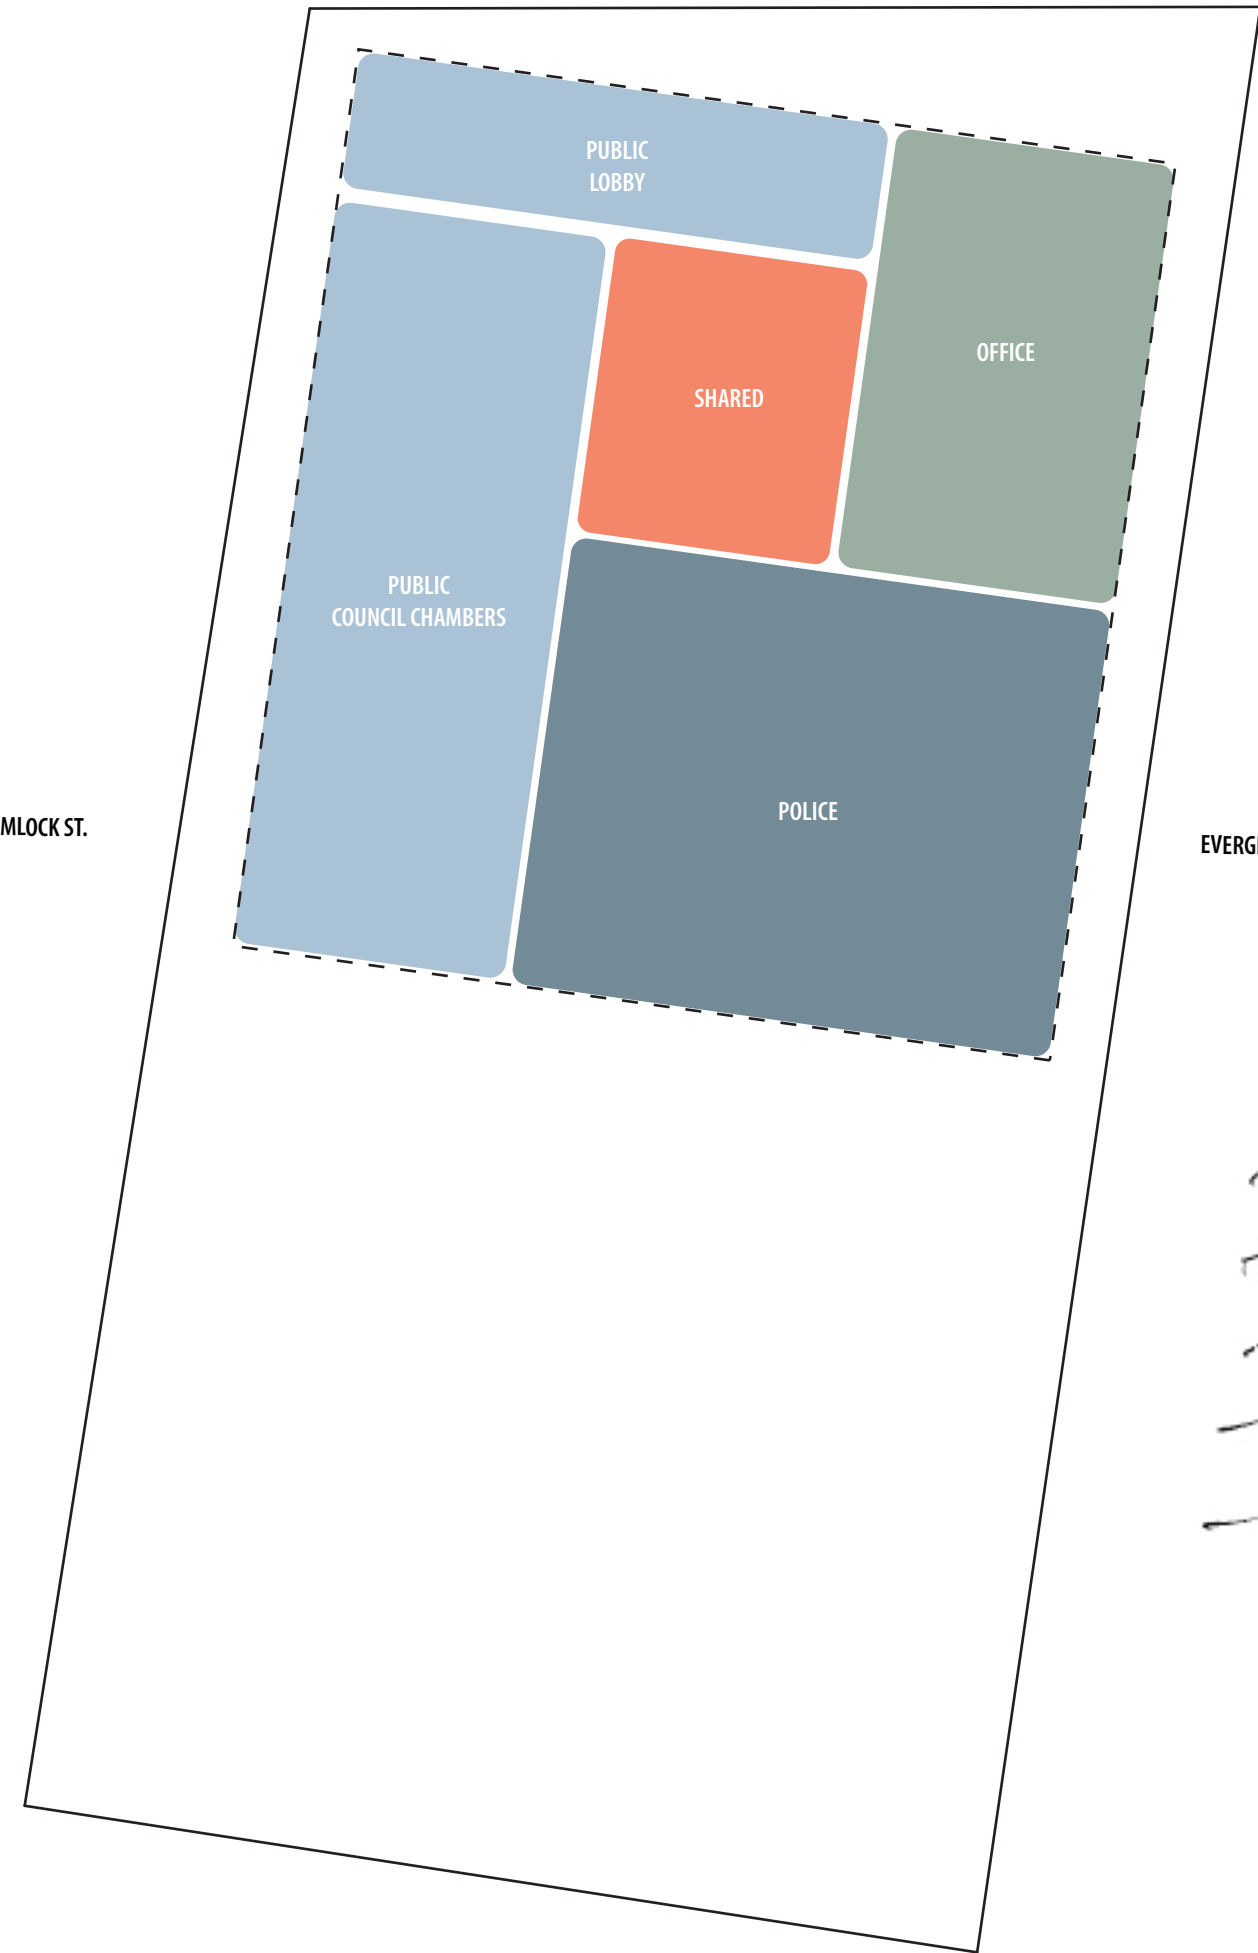 PUBLIC
LOBBY
OFFICE
SHARED
PUBLIC
COUNCIL CHAMBERS
POLICE
MLOCK ST.
EVERG